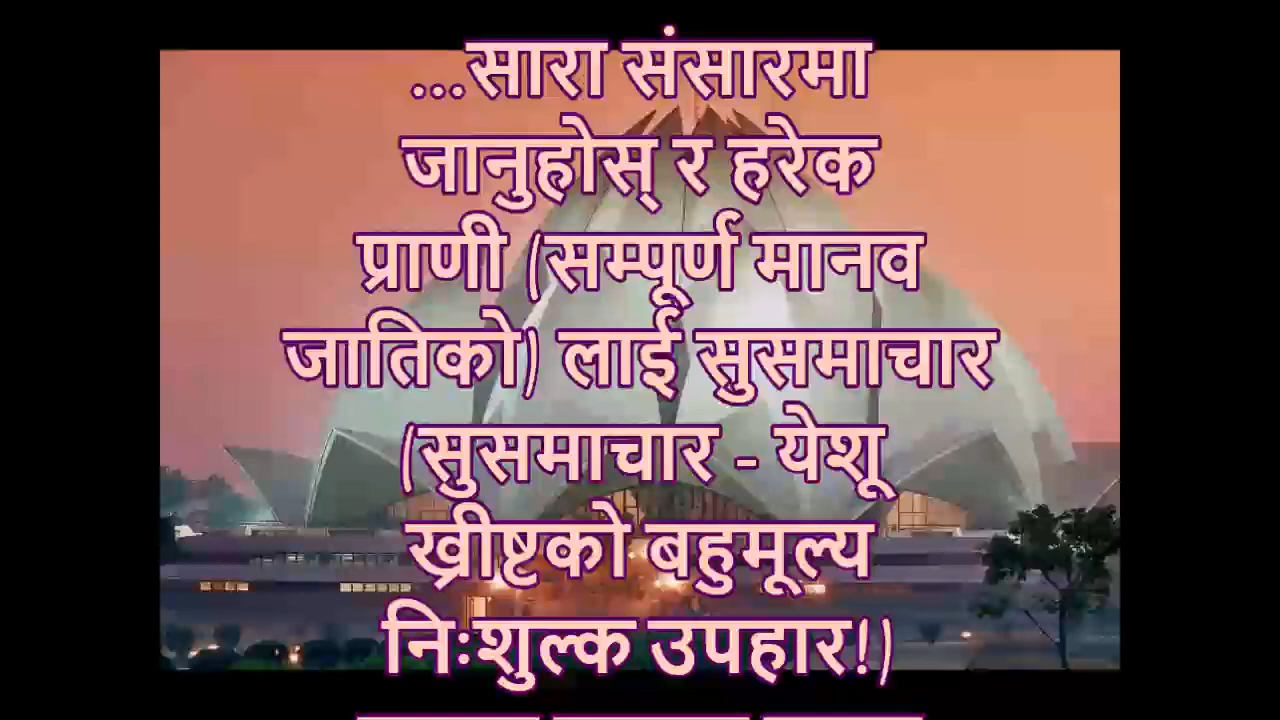 ...सारा संसारमा
जानुहोस् र हरेक
प्राणी (सम्पूर्ण मानव
जातिको) लाई सुसमाचार
(सुसमाचार - येशू
ख्रीष्टको बहुमूल्य
निःशुल्क उपहार!)